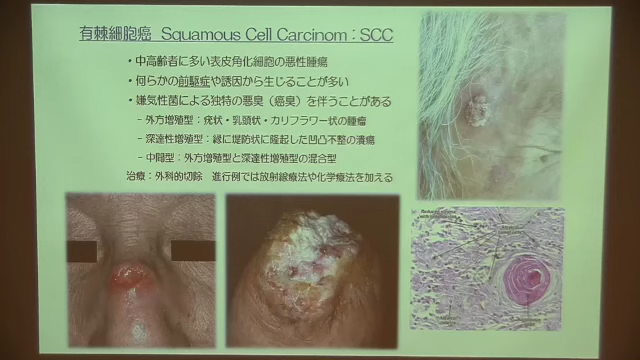 有棘細胞癌 Squamous Cell Carcinom：SCC
・中高齢者に多い表皮角化細胞の悪性腫瘍
・何らかの前駆症や誘因から生じることが多い
・嫌気性菌による独特の悪臭（癌臭）を伴うことがある
－外方増殖型：疣状・乳頭状・カリフラワー状の腫瘤
－深達性増殖型：縁に堤防状に隆起した凹凸不整の潰瘍
－中間型：外方増殖型と深達性増殖型の混合型
治療：外科的切除　進行例では放射線療法や化学療法を加える